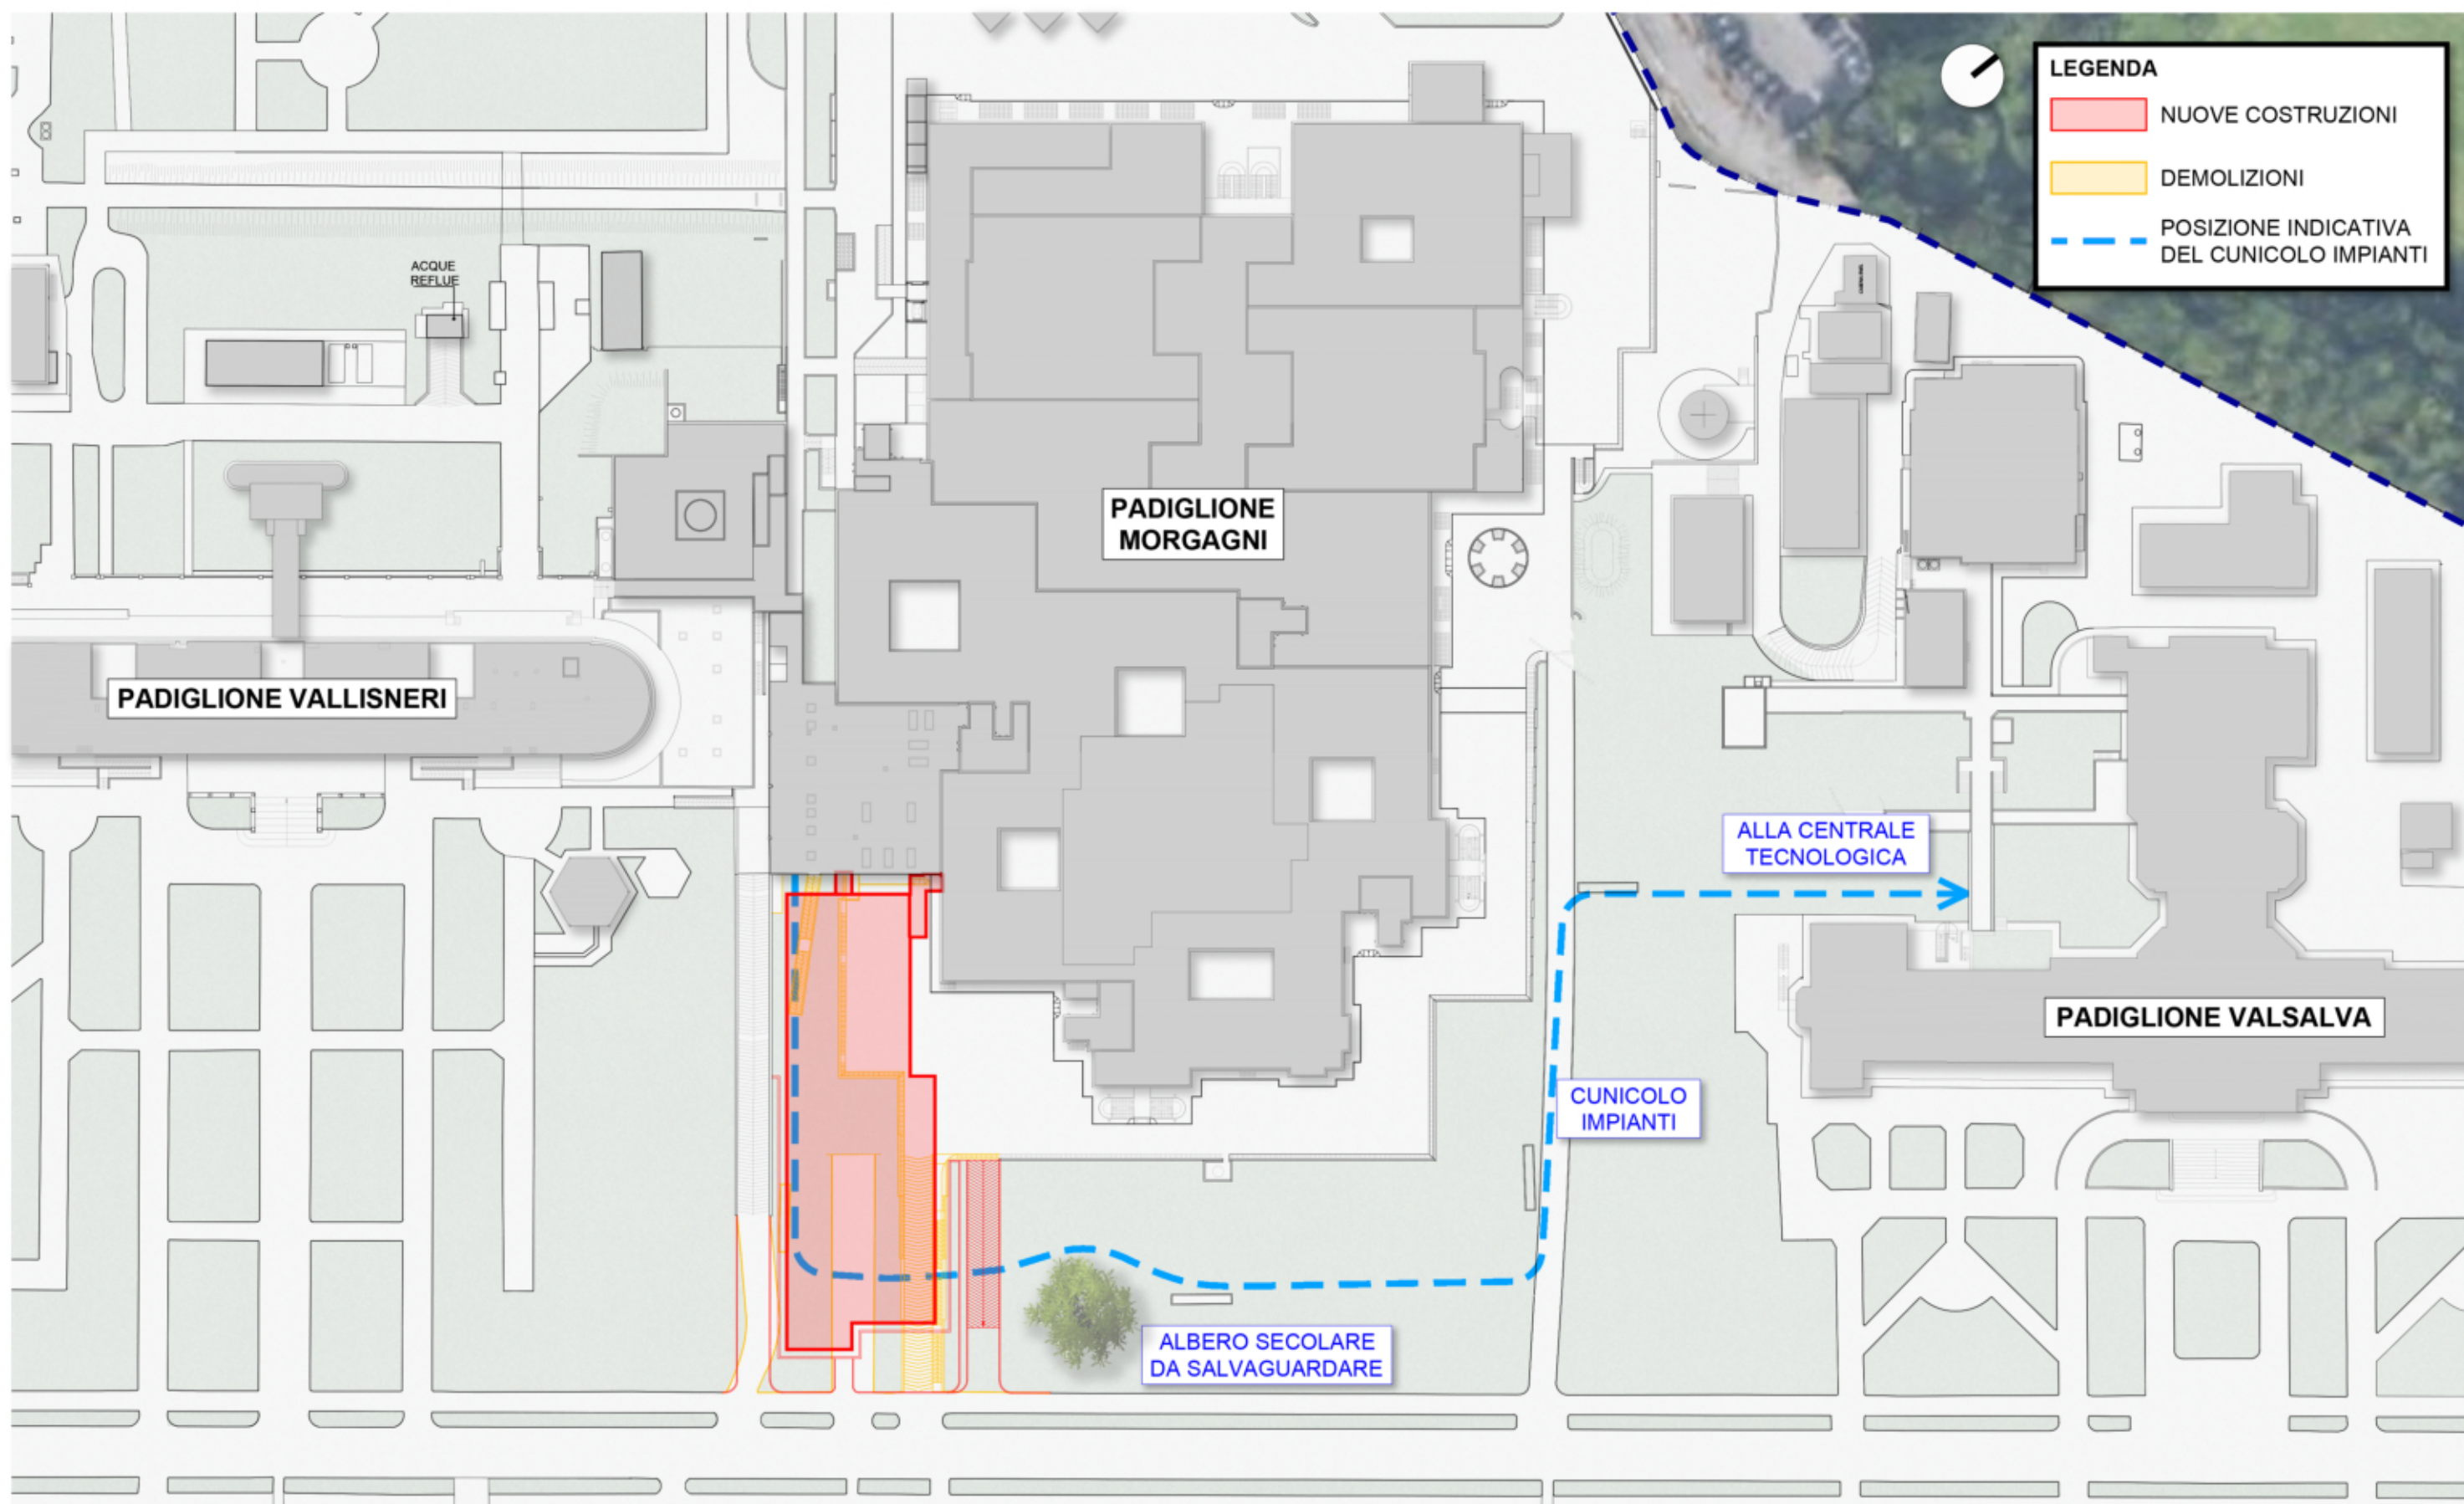 LEGENDA
NUOVE COSTRUZIONI
DEMOLIZIONI
POSIZIONE INDICATIVA
DEL CUNICOLO IMPIANTI
ACQUE
REFLUE
PADIGLIONE
MORGAGNI
PADIGLIONE VALLISNERI
ALLA CENTRALE
TECNOLOGICA
PADIGLIONE VALSALVA
CUNICOLO
IMPIANTI
ALBERO SECOLARE
DA SALVAGUARDARE